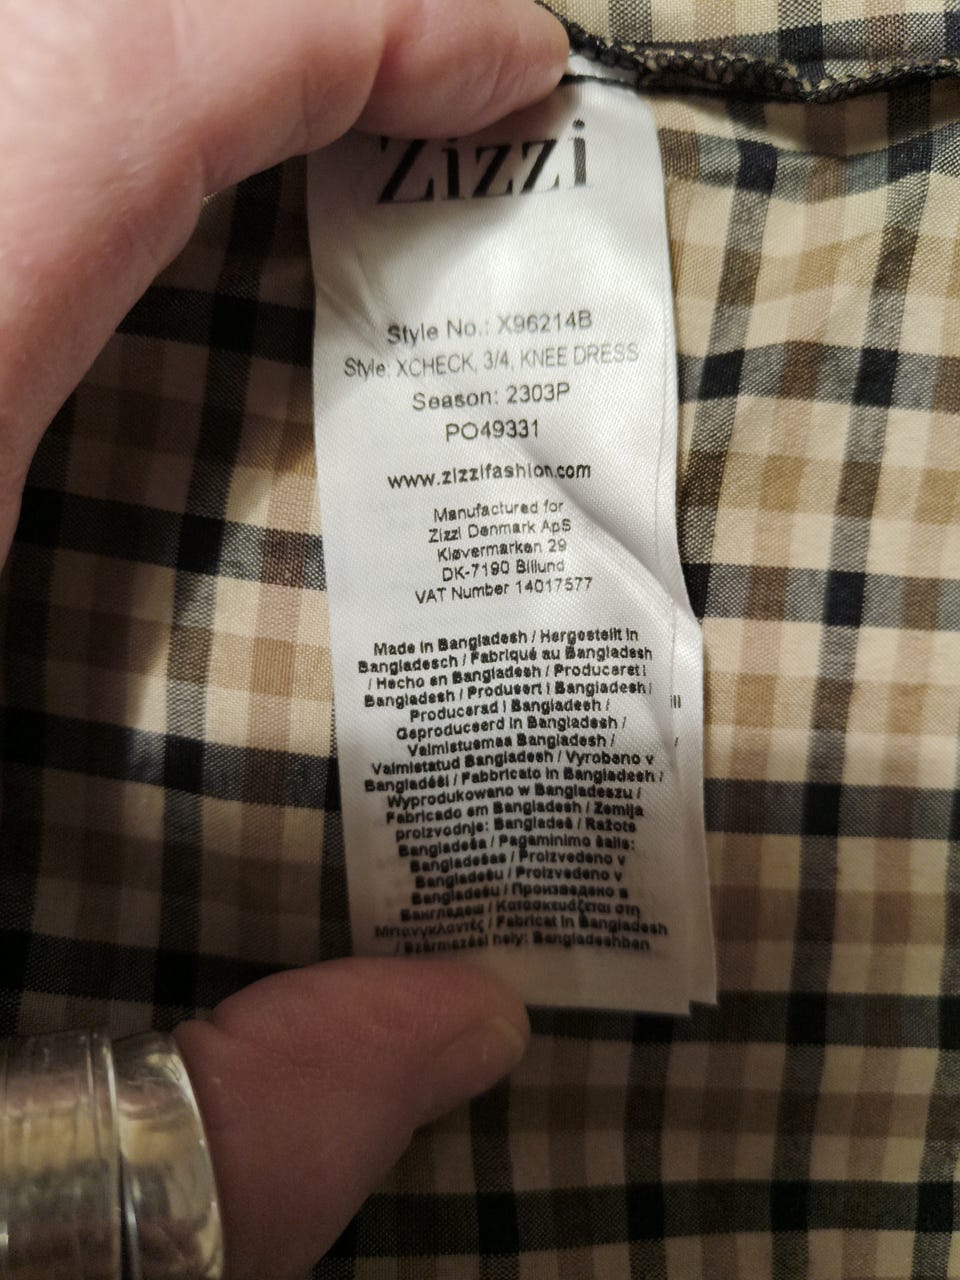 Zizzi
Style No.: X96214B
Style: XCHECK, 3/4, KNEE DRESS
Season: 2303P
PO49331
www.zizzifashion.com
Manufactured for
Zizzi Denmark ApS
Kløvermarken 29
DK-7190 Billund
VAT Number 14017577
Made in Bangladesh / Hergestellt in
Bangladesch / Fabriqué au Bangladesh
/ Hecho en Bangladesh / Produceret i
Bangladesh / Produsert i Bangladesh /
Producerad i Bangladesh /
Geproduceerd in Bangladesh /
Valmistusmaa Bangladesh /
Valmistatud Bangladesh / Vyrobeno v
Bangladéši / Fabbricato in Bangladesh /
Wyprodukowano w Bangladeszu /
Fabricado em Bangladesh / Zemlja
proizvodnje: Bangladeš / Ražots
Bangladeša / Pagaminimo šalis:
Bangladešas / Proizvedeno v
Bangladešu / Proizvedeno v
Bangladešu / Произведено в
Бангладеш / Κατασκευάζεται στη
Μπανγκλαντές / Fabricat în Bangladesh
/ Származási hely: Bangladeshben